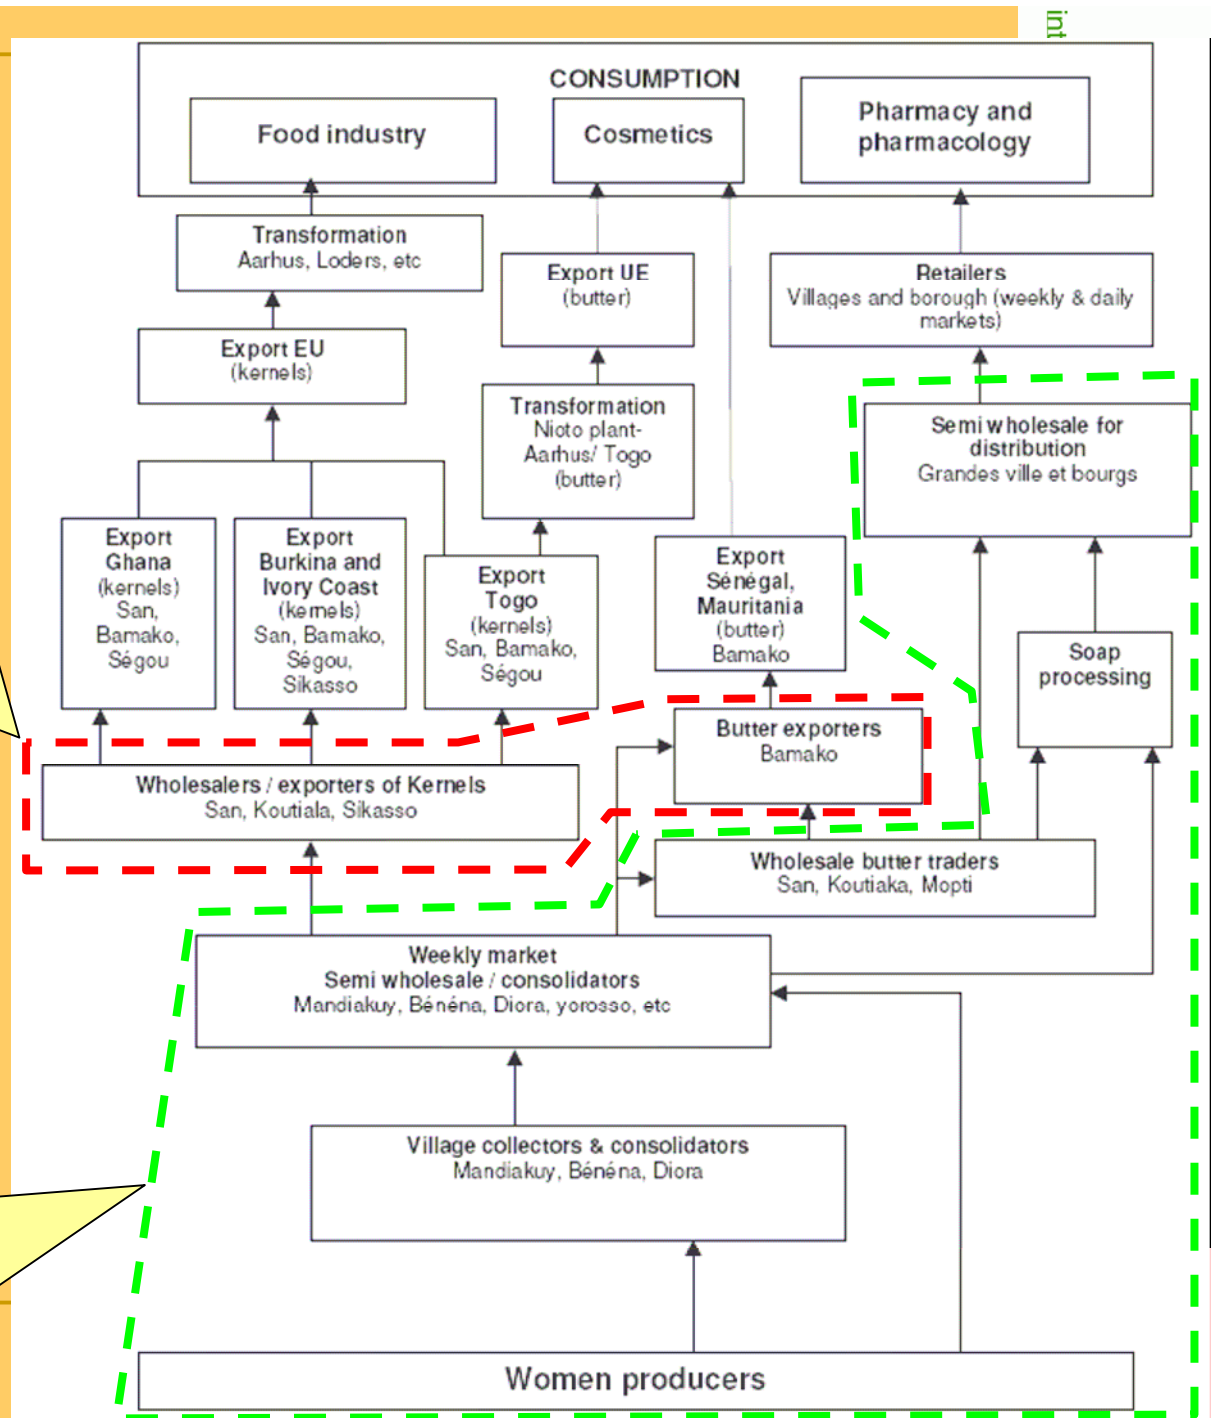 int
CONSUMPTION
Food industry
Cosmetics
Pharmacy and
pharmacology
Transformation
Aarhus, Loders, etc
Export UE
(butter)
Retailers
Villages and borough (weekly & daily
markets)
Export EU
(kernels)
Transformation
Nioto plant-
Aarhus/ Togo
(butter)
Semi wholesale for
distribution
Grandes ville et bourgs
Export
Ghana
(kernels)
San,
Bamako,
Ségou
Export
Burkina and
Ivory Coast
(kernels)
San, Bamako,
Ségou,
Sikasso
Export
Togo
(kernels)
San, Bamako,
Ségou
Export
Sénégal,
Mauritania
(butter)
Bamako
Soap
processing
Butter exporters
Bamako
Wholesalers / exporters of Kernels
San, Koutiala, Sikasso
Wholesale butter traders
San, Koutiaka, Mopti
Weekly market
Semi wholesale / consolidators
Mandiakuy, Bénéna, Diora, yorosso, etc
Village collectors & consolidators
Mandiakuy, Bénéna, Diora
Women producers